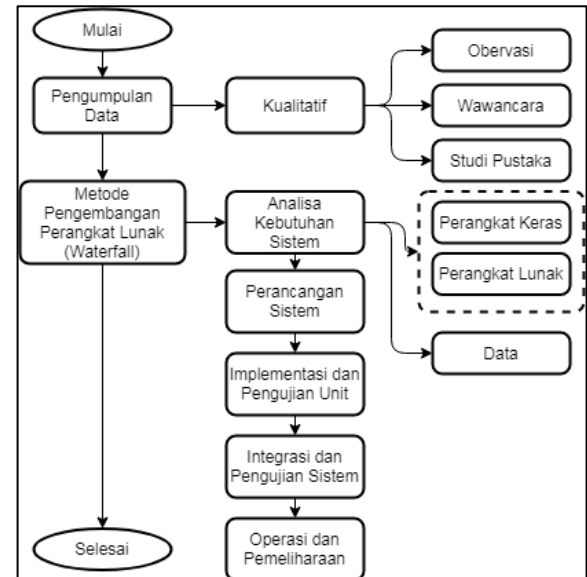 Mulai
Pengumpulan
Data
Kualitatif
Obervasi
Wawancara
Studi Pustaka
Metode
Pengembangan
Perangkat Lunak
(Waterfall)
Analisa
Kebutuhan
Sistem
Perangkat Keras
Perangkat Lunak
Data
Perancangan
Sistem
Implementasi dan
Pengujian Unit
Integrasi dan
Pengujian Sistem
Operasi dan
Pemeliharaan
Selesai